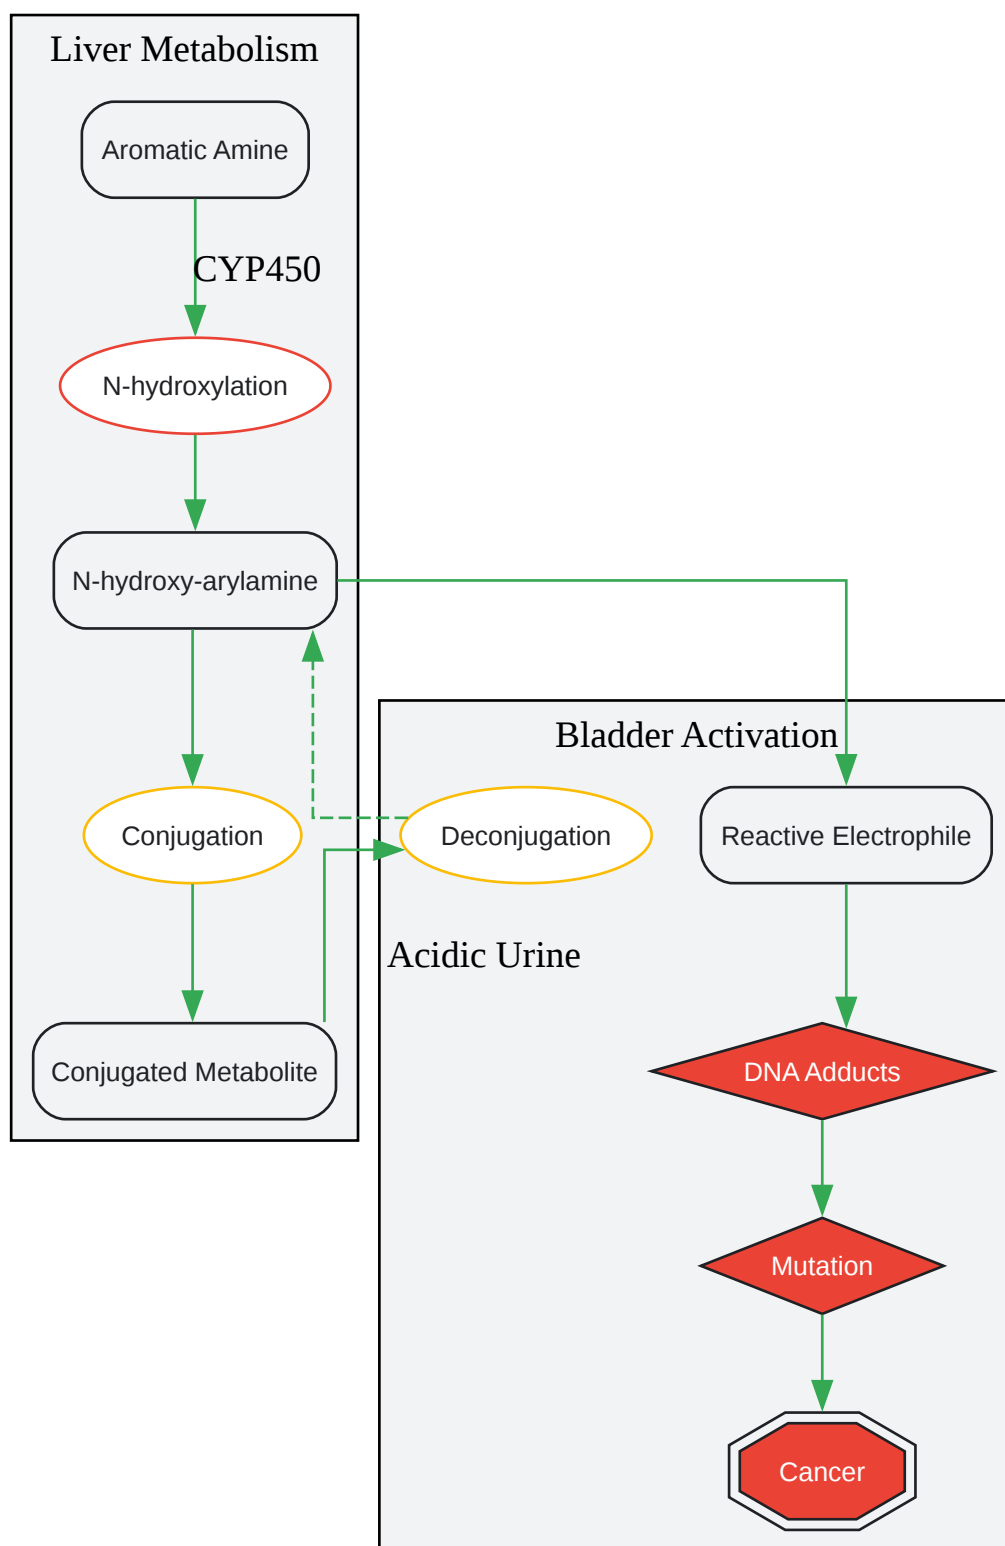 Liver Metabolism
Aromatic Amine
CYP450
N-hydroxylation
N-hydroxy-arylamine
Conjugation
Conjugated Metabolite
Bladder Activation
Deconjugation
Reactive Electrophile
Acidic Urine
DNA Adducts
Mutation
Cancer